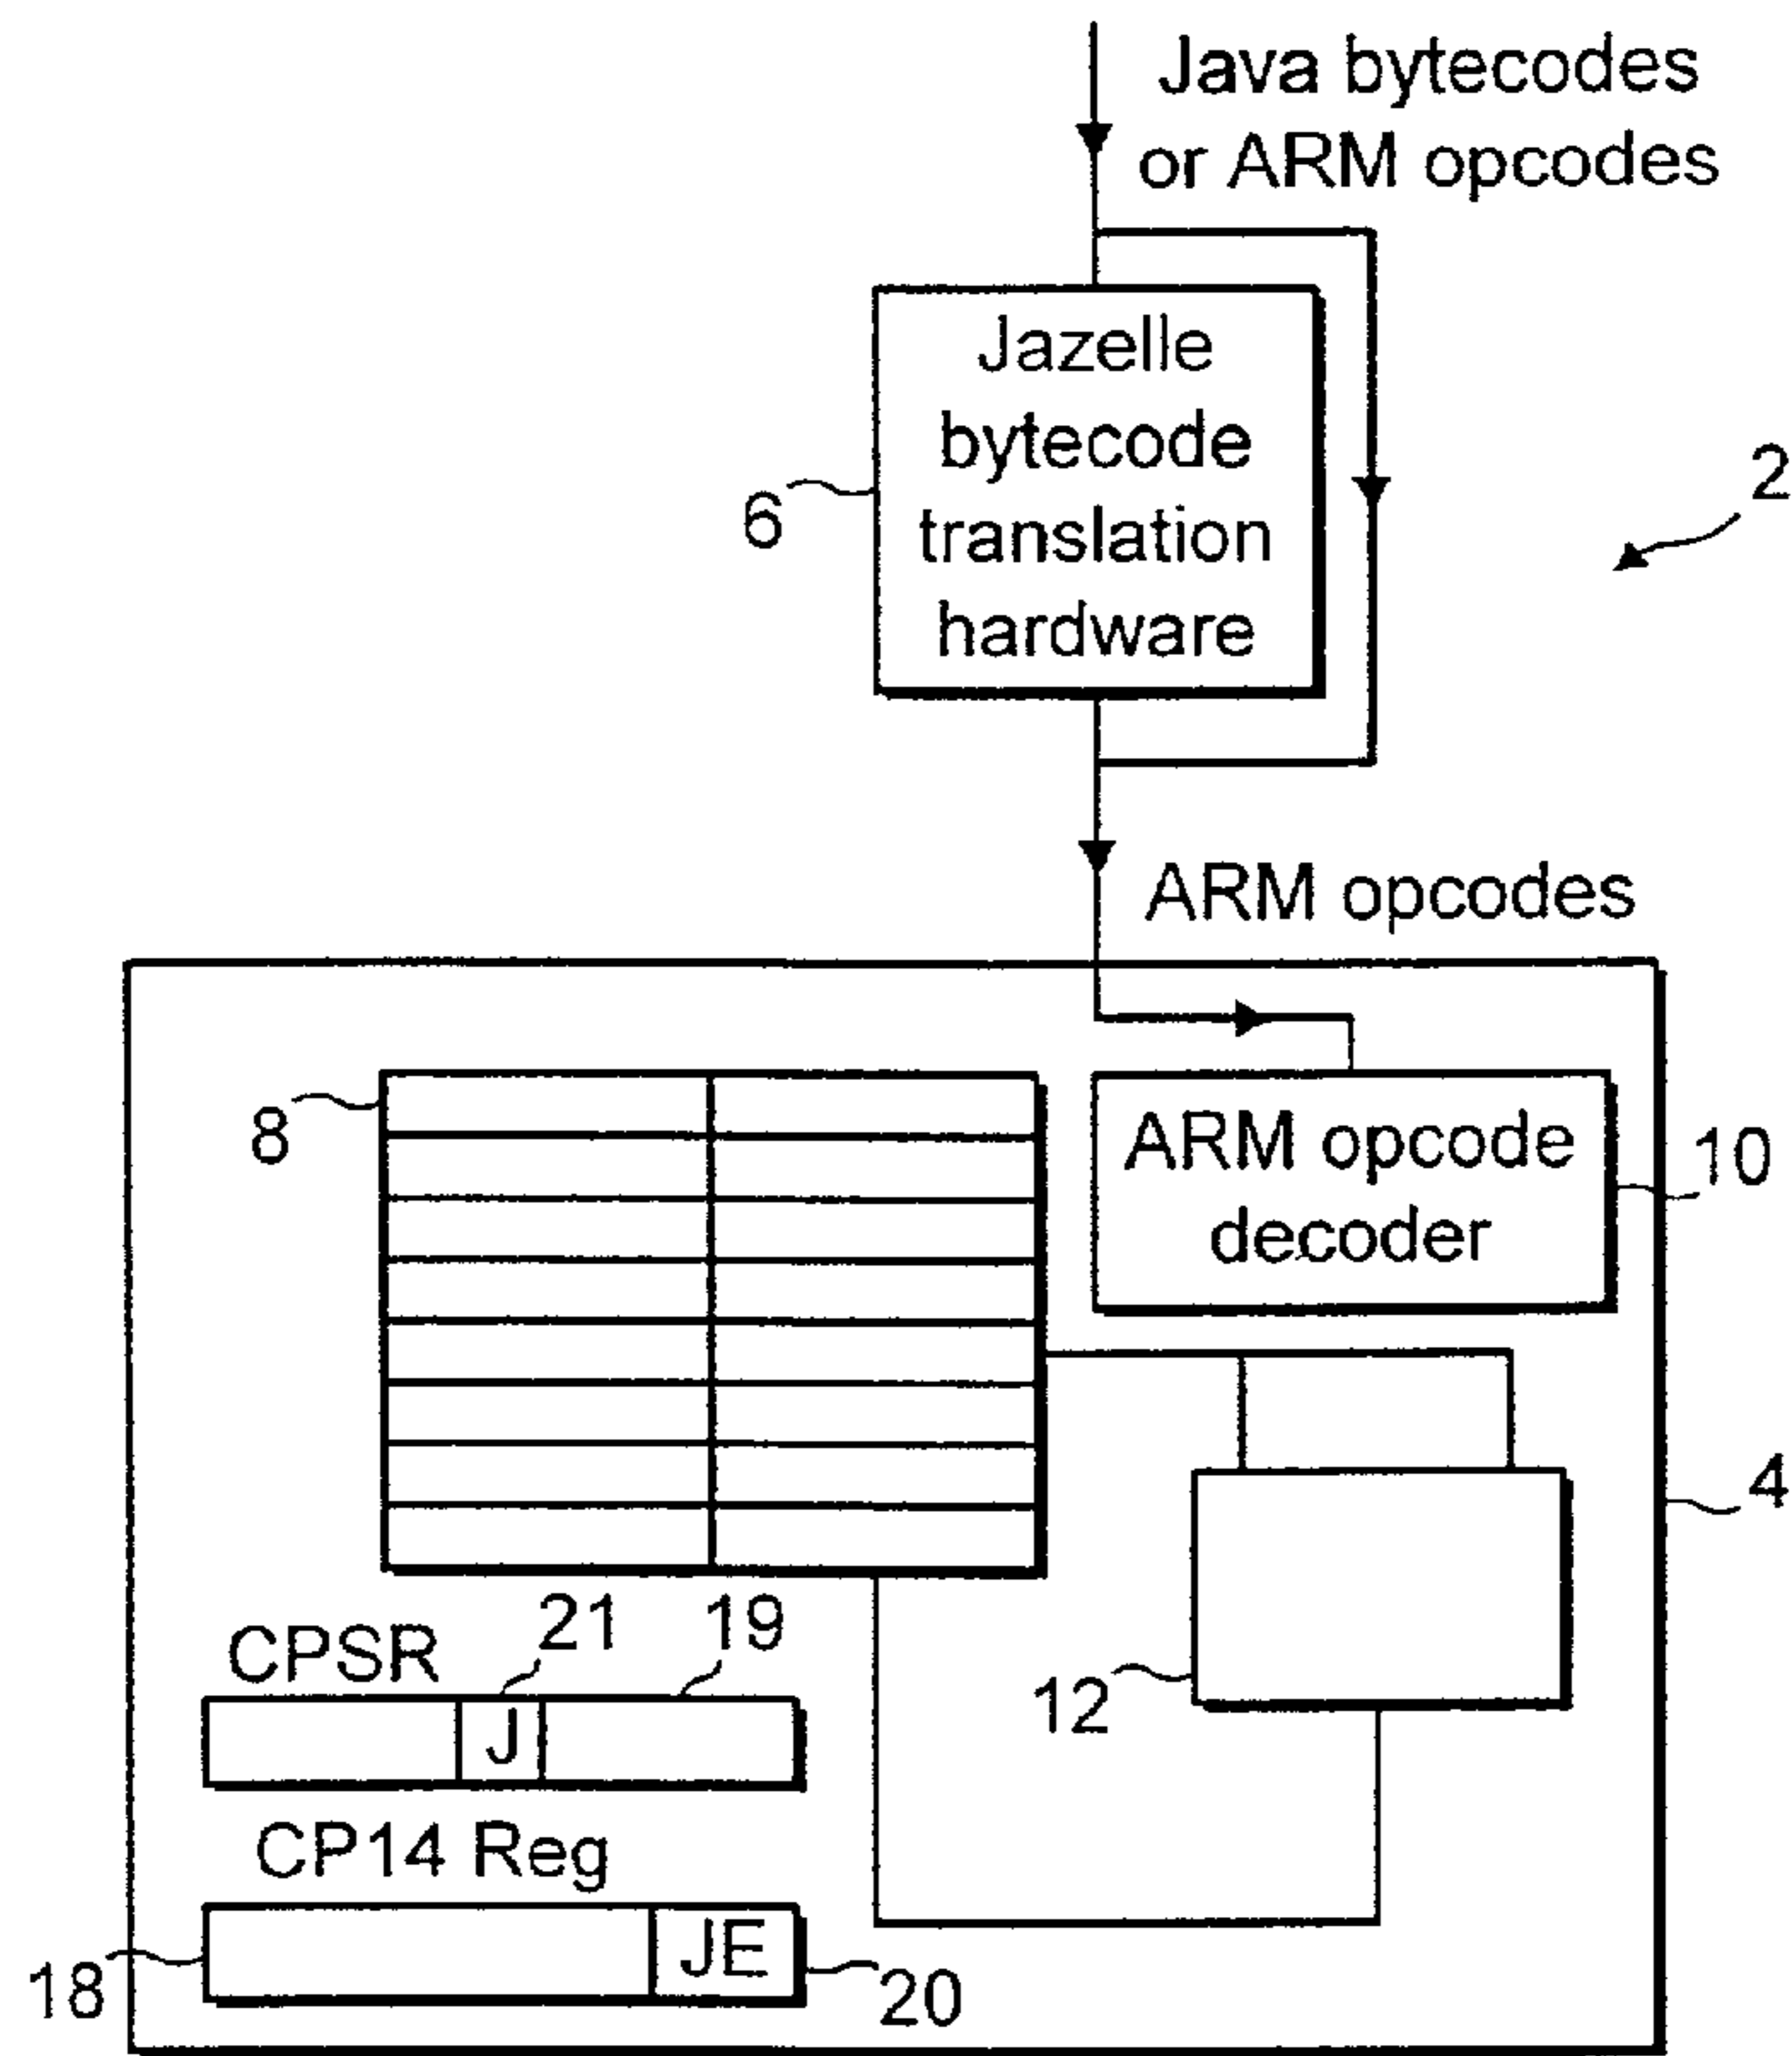 Java bytecodes
or ARM opcodes
Jazelle
bytecode
translation
hardware
6
2
ARM opcodes
8
ARM opcode
decoder
10
4
21
19
CPSR
12
J
CP14 Reg
JE
18
20